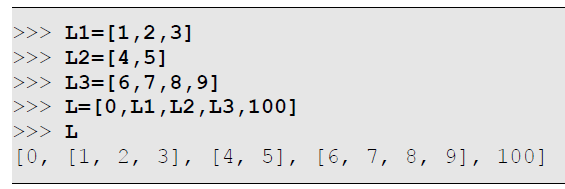 >>> L1=[1,2,3]
>>> L2=[4,5]
>>> L3=[6,7,8,9]
>>> L=[0,L1,L2,L3,100]
>>> L
[0, [1, 2, 3], [4, 5], [6, 7, 8, 9], 100]